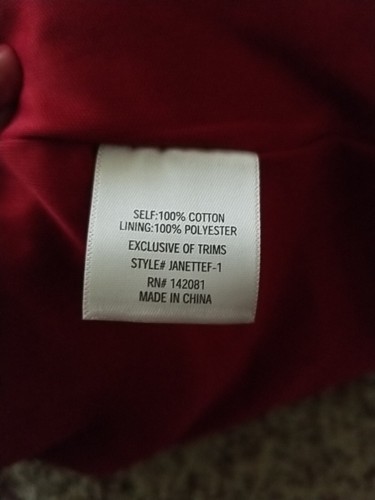 SELF:100% COTTON
LINING:100% POLYESTER
EXCLUSIVE OF TRIMS
STYLE# JANETTEF-1
RN# 142081
MADE IN CHINA